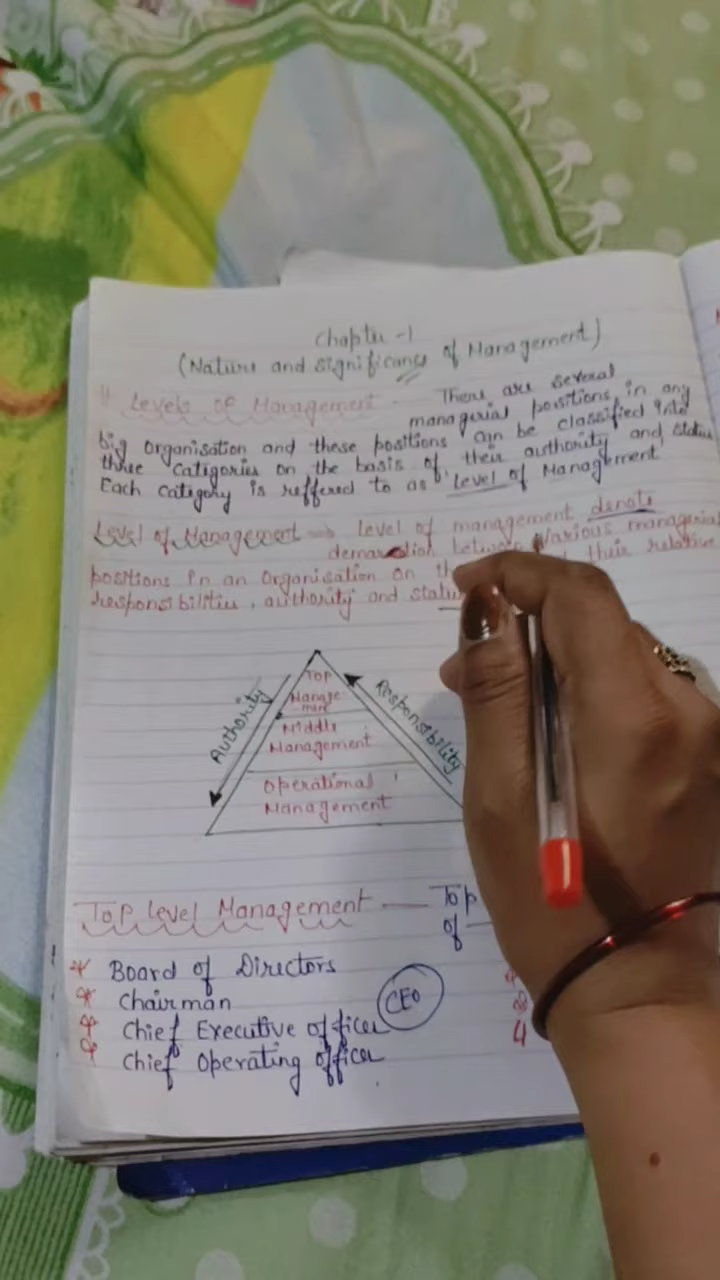 Chapter -1
(Nature and significance of Management)
Levels of Management - There are several
managerial positions in any
big Organisation and these positions can be classified into
three Catigories on the basis of their authority and status
Each Category is reffered to as 'level of Management
Level of Management → level of management denote
demarction between various managerial
positions in an Organisation on their relative
responsibilities, authority and status
Authority
Top
Manage-
ment
Middle
Management
Operational
Management
Responsibility
Top level Management — Top
of
* Board of Directors
* Chairman
* Chief Executive officer
CEO
* Chief Operating officer